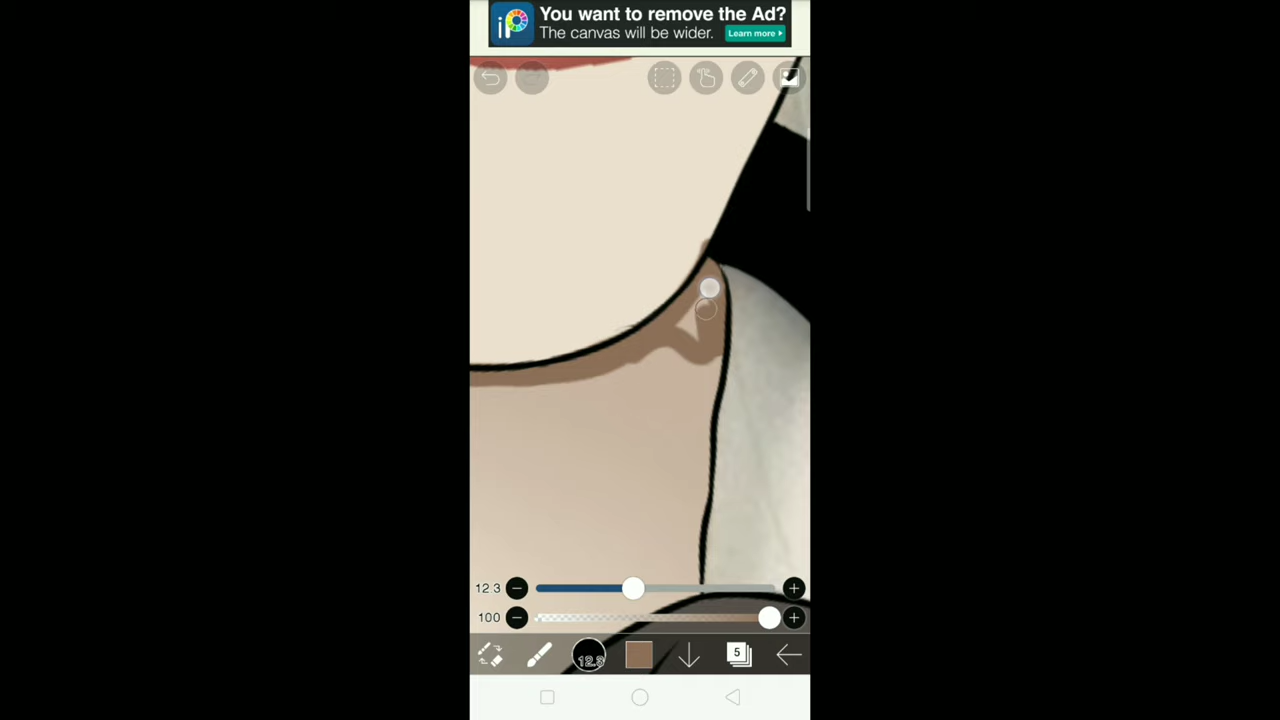 iP
You want to remove the Ad?
The canvas will be wider.
Learn more
12.3
100
12.3
5